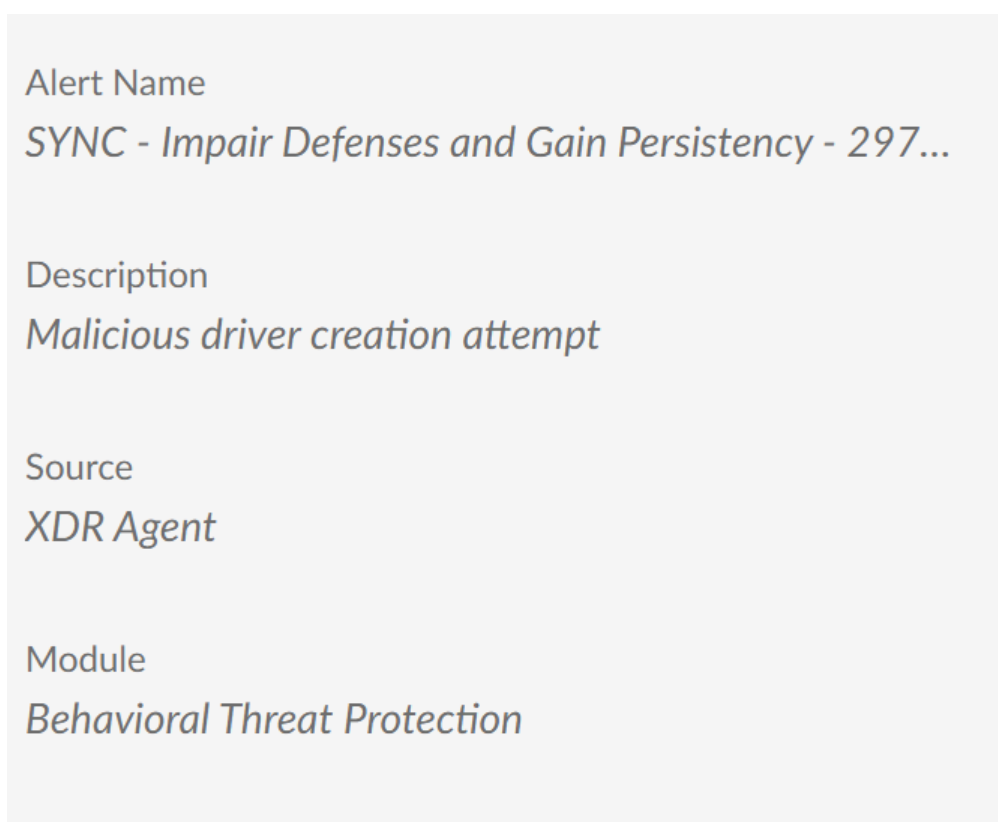 Alert Name
SYNC - Impair Defenses and Gain Persistency - 297...
Description
Malicious driver creation attempt
Source
XDR Agent
Module
Behavioral Threat Protection